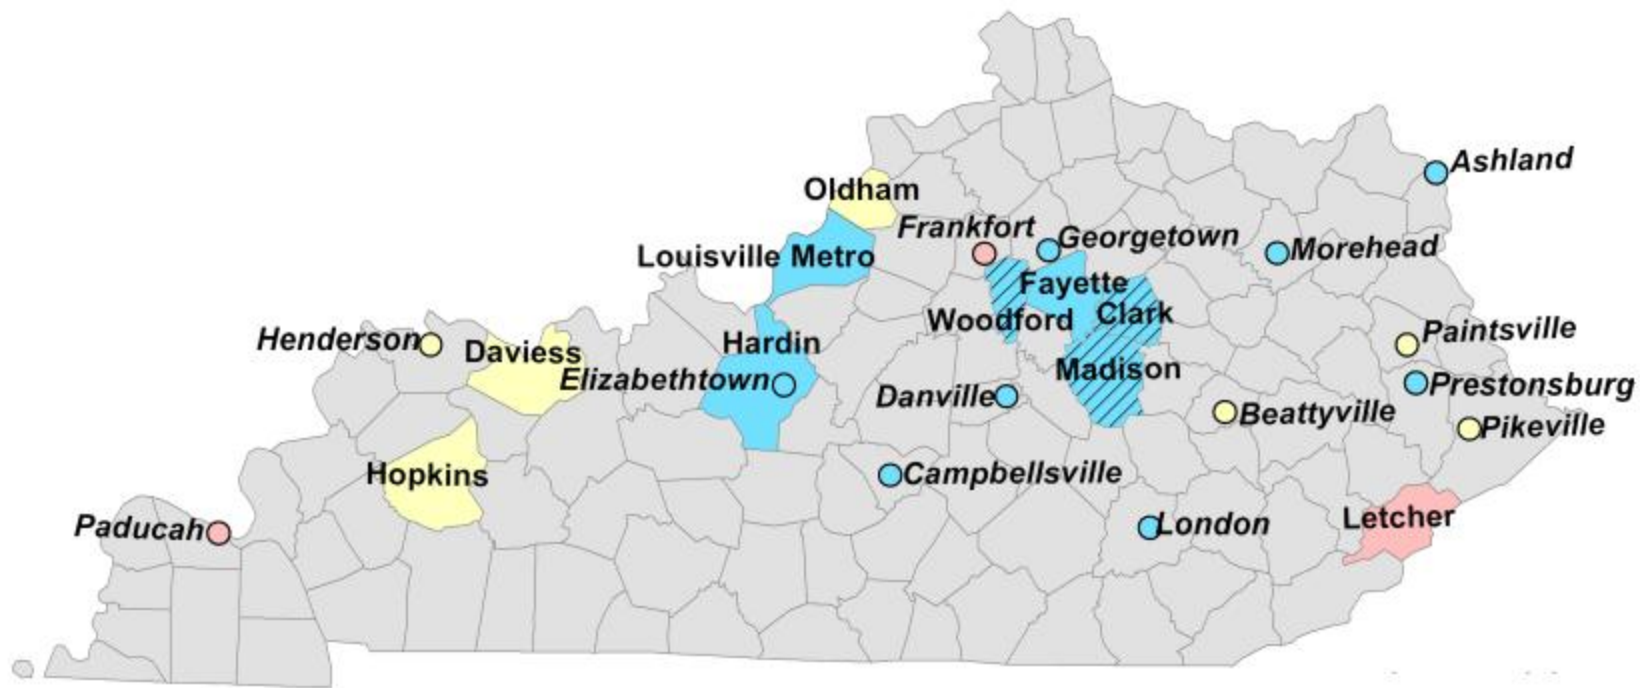 Ashland
Oldham
Frankfort
Georgetown
Morehead
Louisville Metro
Fayette
Clark
Woodford
Paintsville
Henderson
Hardin
Daviess
Madison
Elizabethtown
Prestonsburg
Danville
Beattyville
Pikeville
Hopkins
Campbellsville
Letcher
London
Paducah